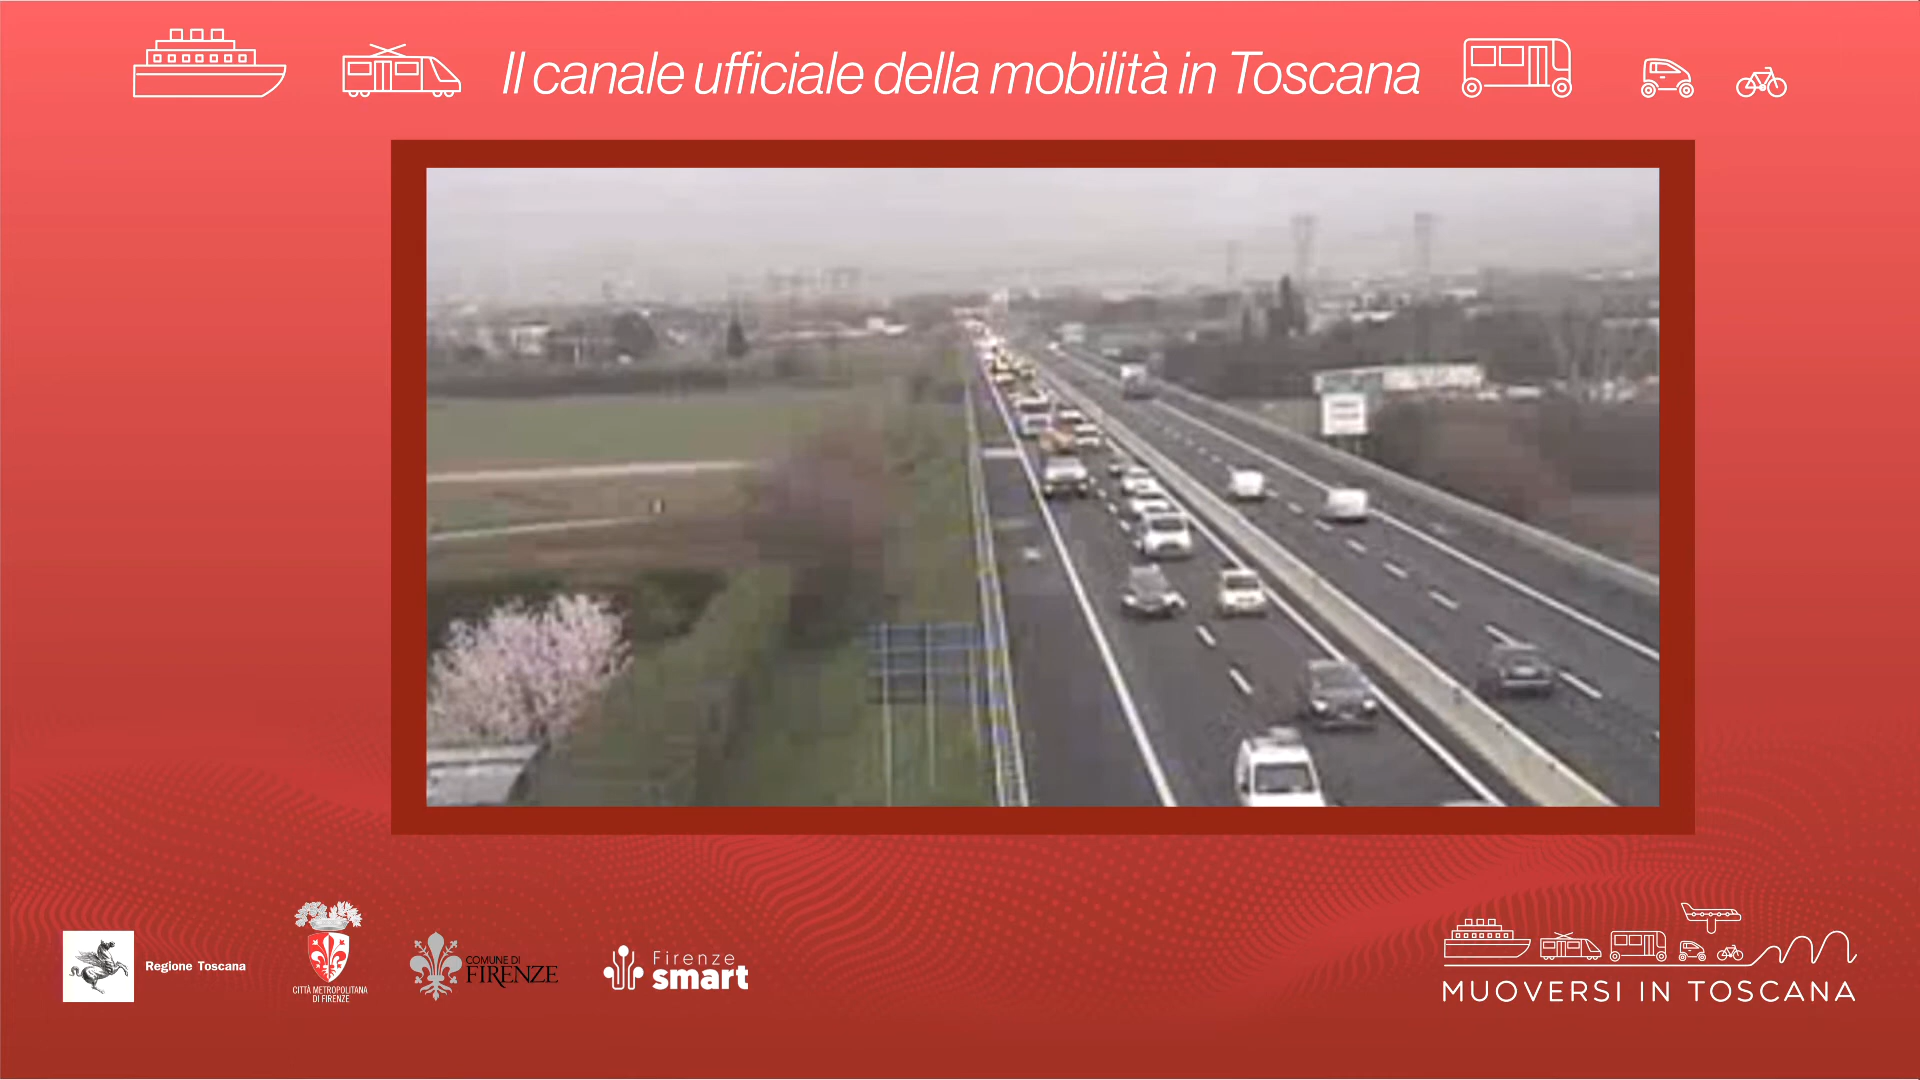 Il canale ufficiale della mobilità in Toscana
Regione Toscana
CITTÀ METROPOLITANA
DI FIRENZE
COMUNE DI
FIRENZE
Firenze
smart
MUOVERSI IN TOSCANA